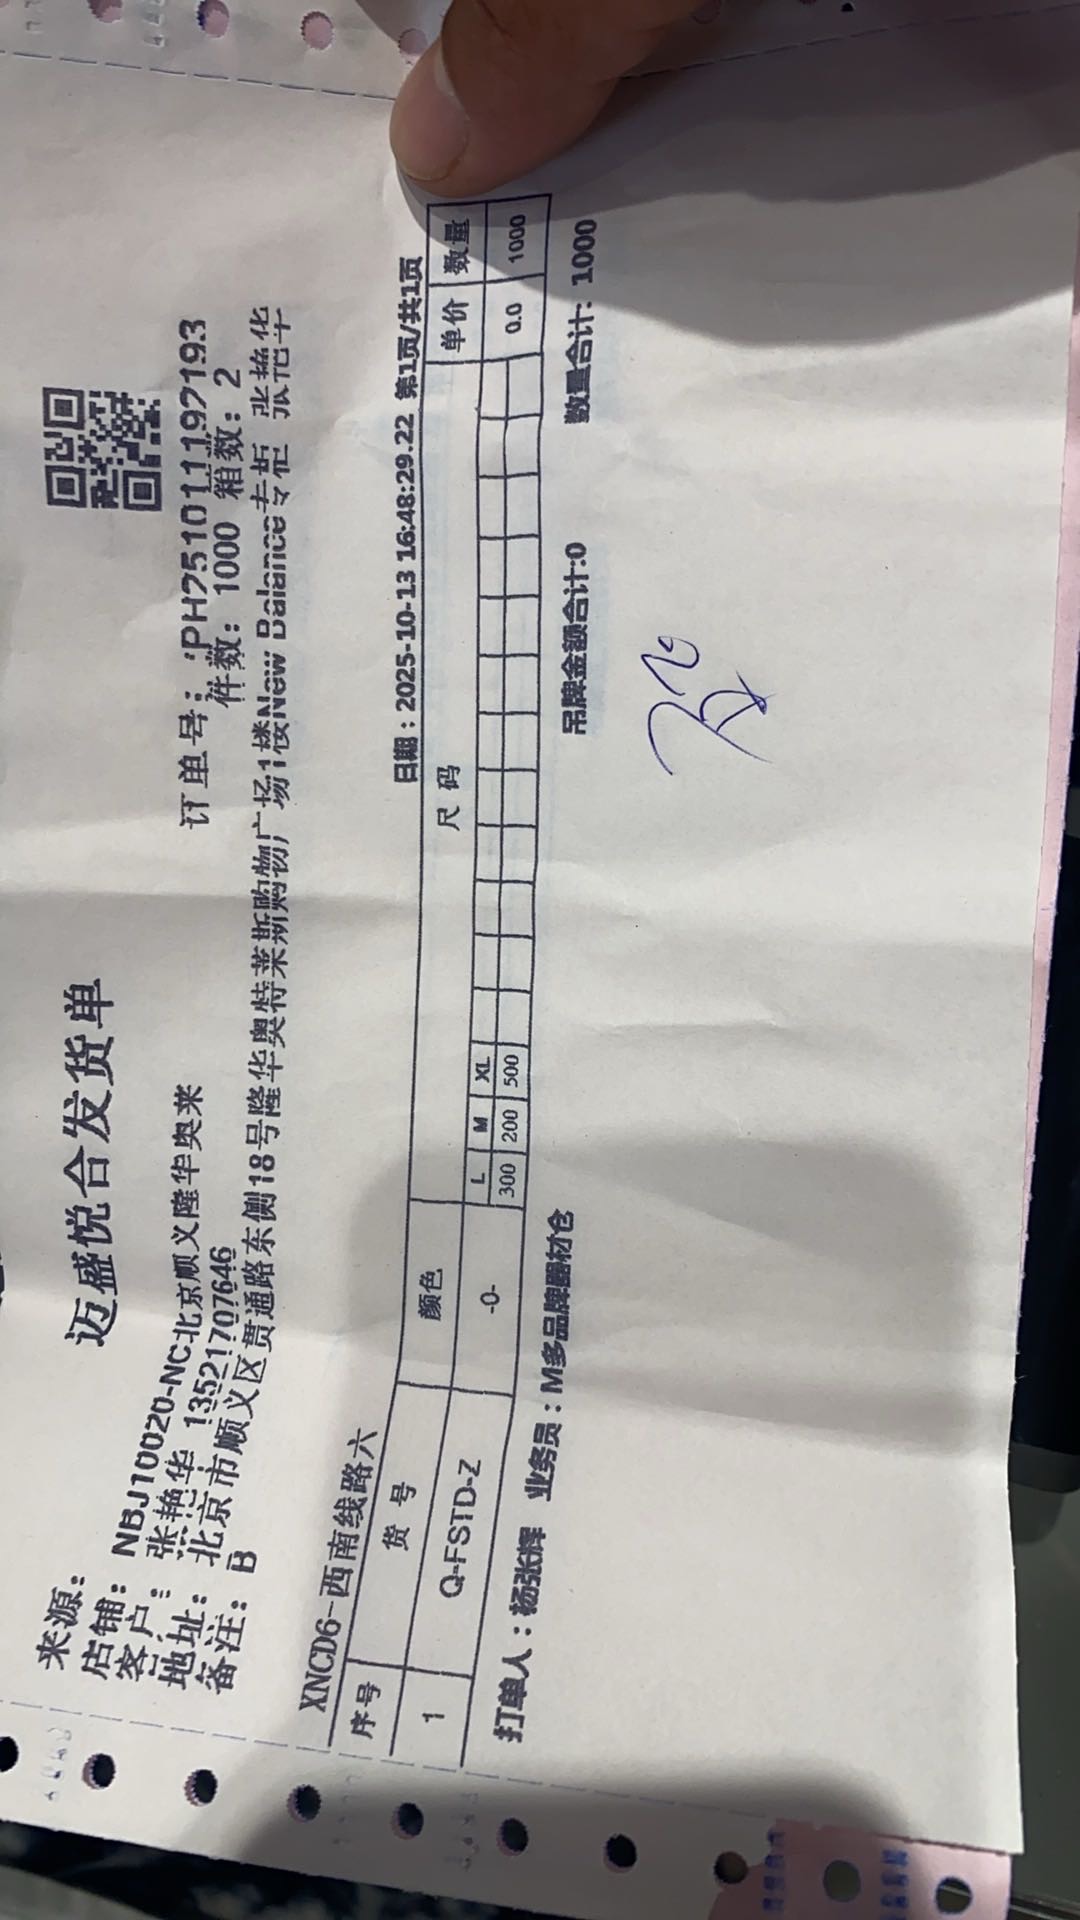 迈盛悦合发货单
来源：
店铺：NBJ10020-NC北京顺义隆华奥莱
订单号：PH2510111197193
客户：张艳华 13521707646
件数：1000 箱数：2
地址：北京市顺义区贯通路东侧18号隆华奥特莱斯购物广场1楼New Balance专柜 张艳华
备注：B
XNCD6-西南线路六
日期：2025-10-13 16:48:29.22 第1页/共1页
序号 货号 颜色 尺码 单价 数量
L M XL
1 Q-FSTD-Z -0- 300 200 500 0.0 1000
打单人：杨张辉 业务员：M多品牌器材仓 吊牌金额合计:0 数量合计：1000